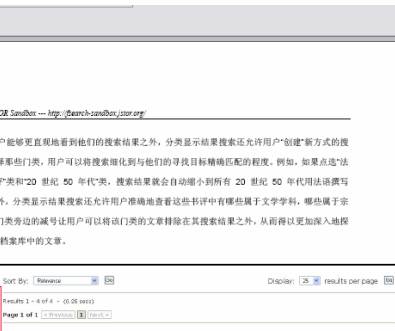 OR Sandbox --- http://ftsearch-sandbox.jstor.org/
户能够更直观地看到他们的搜索结果之外，分类显示结果搜索还允许用户"创建"新方式的搜
择那些门类，用户可以将搜索细化到与他们的寻找目标精确匹配的程度。例如，如果点选"法
"类和"20 世纪 50 年代"类，搜索结果就会自动缩小到所有 20 世纪 50 年代用法语撰写
外，分类显示结果搜索还允许用户准确地查看这些书评中有哪些属于文学学科，哪些属于宗
门类旁边的减号让用户可以将该门类的文章排除在其搜索结果之外，从而得以更加深入地探
档案库中的文章。
Sort By: Relevance Go Display: 25 results per page Go
Results 1 - 4 of 4 - (0.26 secs)
Page 1 of 1 < Previous 1 Next >